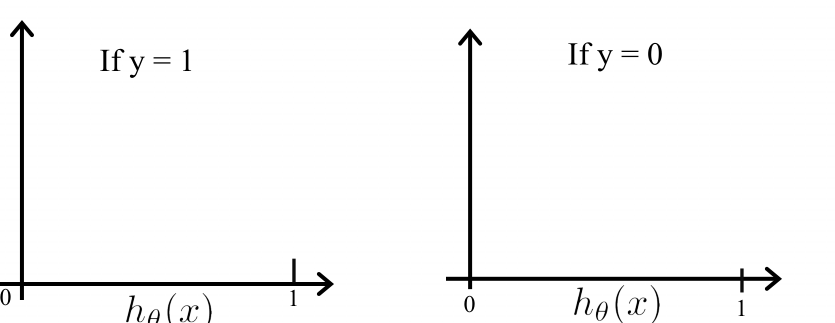 If y = 1
0
1
hθ(x)
If y = 0
0
1
hθ(x)